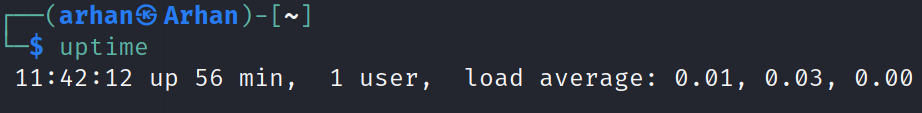 ┌──(arhan㉿Arhan)-[~]
└─$ uptime
 11:42:12 up 56 min,  1 user,  load average: 0.01, 0.03, 0.00